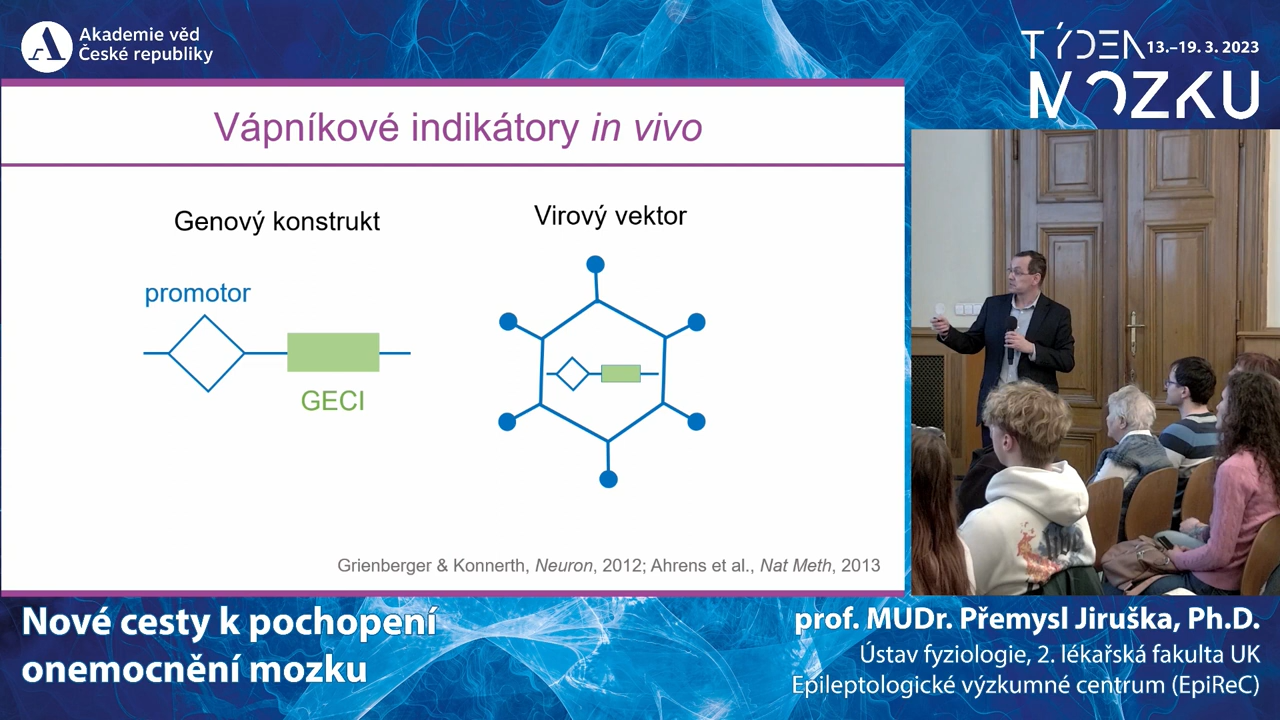 Akademie věd
České republiky
TÝDEN 13.–19. 3. 2023
MOZKU
Vápníkové indikátory in vivo
Genový konstrukt
Virový vektor
promotor
GECI
Grienberger & Konnerth, Neuron, 2012; Ahrens et al., Nat Meth, 2013
Nové cesty k pochopení
onemocnění mozku
prof. MUDr. Přemysl Jiruška, Ph.D.
Ústav fyziologie, 2. lékařská fakulta UK
Epileptologické výzkumné centrum (EpiReC)